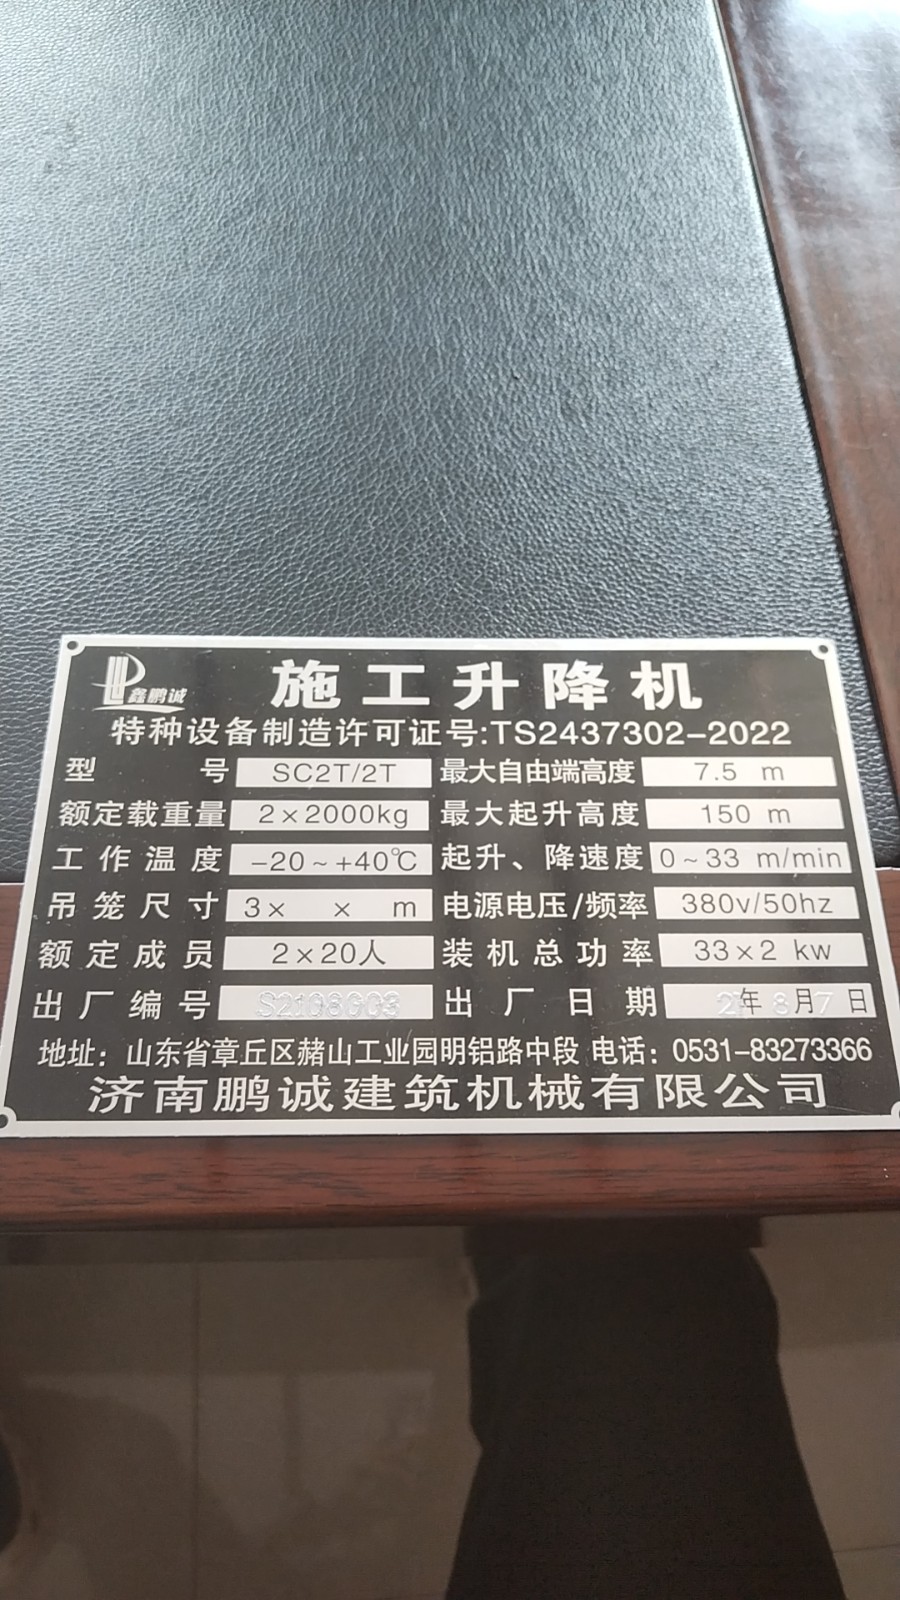 鑫鹏诚
施工升降机
特种设备制造许可证号:TS2437302-2022
型号 SC2T/2T 最大自由端高度 7.5 m
额定载重量 2×2000kg 最大起升高度 150 m
工作温度 -20~+40℃ 起升、降速度 0~33 m/min
吊笼尺寸 3× × m 电源电压/频率 380v/50hz
额定成员 2×20人 装机总功率 33×2 kw
出厂编号 出厂日期 年8月7日
地址：山东省章丘区赭山工业园明铝路中段 电话：0531-83273366
济南鹏诚建筑机械有限公司